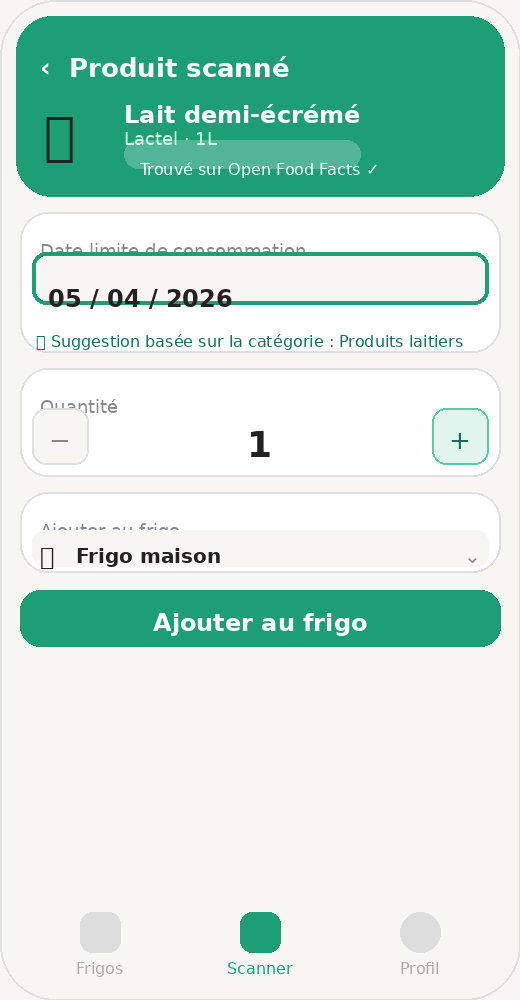 ‹ Produit scanné
Lait demi-écrémé
Lactel · 1L
Trouvé sur Open Food Facts ✓
Date limite de consommation
05 / 04 / 2026
Suggestion basée sur la catégorie : Produits laitiers
Quantité
− 1 +
Ajouter au frigo
Frigo maison ⌄
Ajouter au frigo
Frigos Scanner Profil